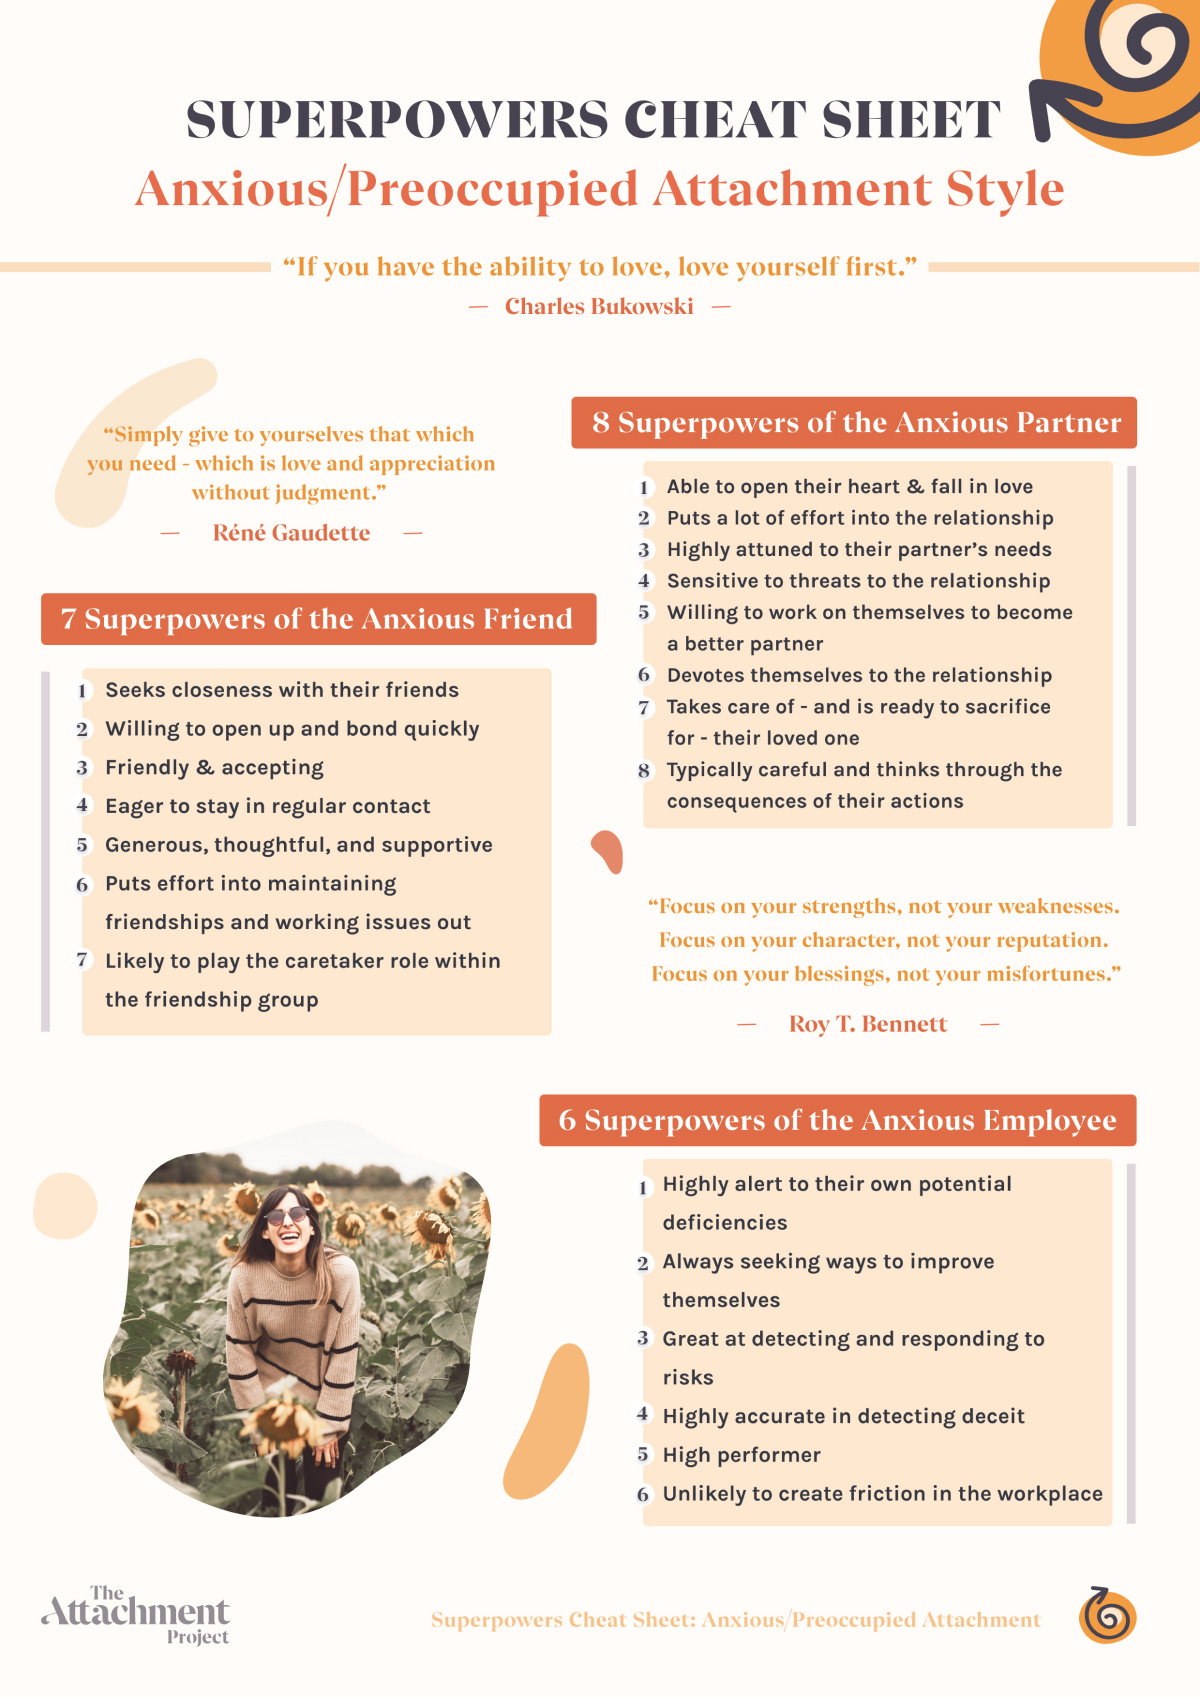 SUPERPOWERS CHEAT SHEET
Anxious/Preoccupied Attachment Style
“If you have the ability to love, love yourself first.”
— Charles Bukowski —
“Simply give to yourselves that which
you need - which is love and appreciation
without judgment.”
— Réné Gaudette —
7 Superpowers of the Anxious Friend
1 Seeks closeness with their friends
2 Willing to open up and bond quickly
3 Friendly & accepting
4 Eager to stay in regular contact
5 Generous, thoughtful, and supportive
6 Puts effort into maintaining
friendships and working issues out
7 Likely to play the caretaker role within
the friendship group
8 Superpowers of the Anxious Partner
1 Able to open their heart & fall in love
2 Puts a lot of effort into the relationship
3 Highly attuned to their partner’s needs
4 Sensitive to threats to the relationship
5 Willing to work on themselves to become
a better partner
6 Devotes themselves to the relationship
7 Takes care of - and is ready to sacrifice
for - their loved one
8 Typically careful and thinks through the
consequences of their actions
“Focus on your strengths, not your weaknesses.
Focus on your character, not your reputation.
Focus on your blessings, not your misfortunes.”
— Roy T. Bennett —
6 Superpowers of the Anxious Employee
1 Highly alert to their own potential
deficiencies
2 Always seeking ways to improve
themselves
3 Great at detecting and responding to
risks
4 Highly accurate in detecting deceit
5 High performer
6 Unlikely to create friction in the workplace
The
Attachment
Project
Superpowers Cheat Sheet: Anxious/Preoccupied Attachment